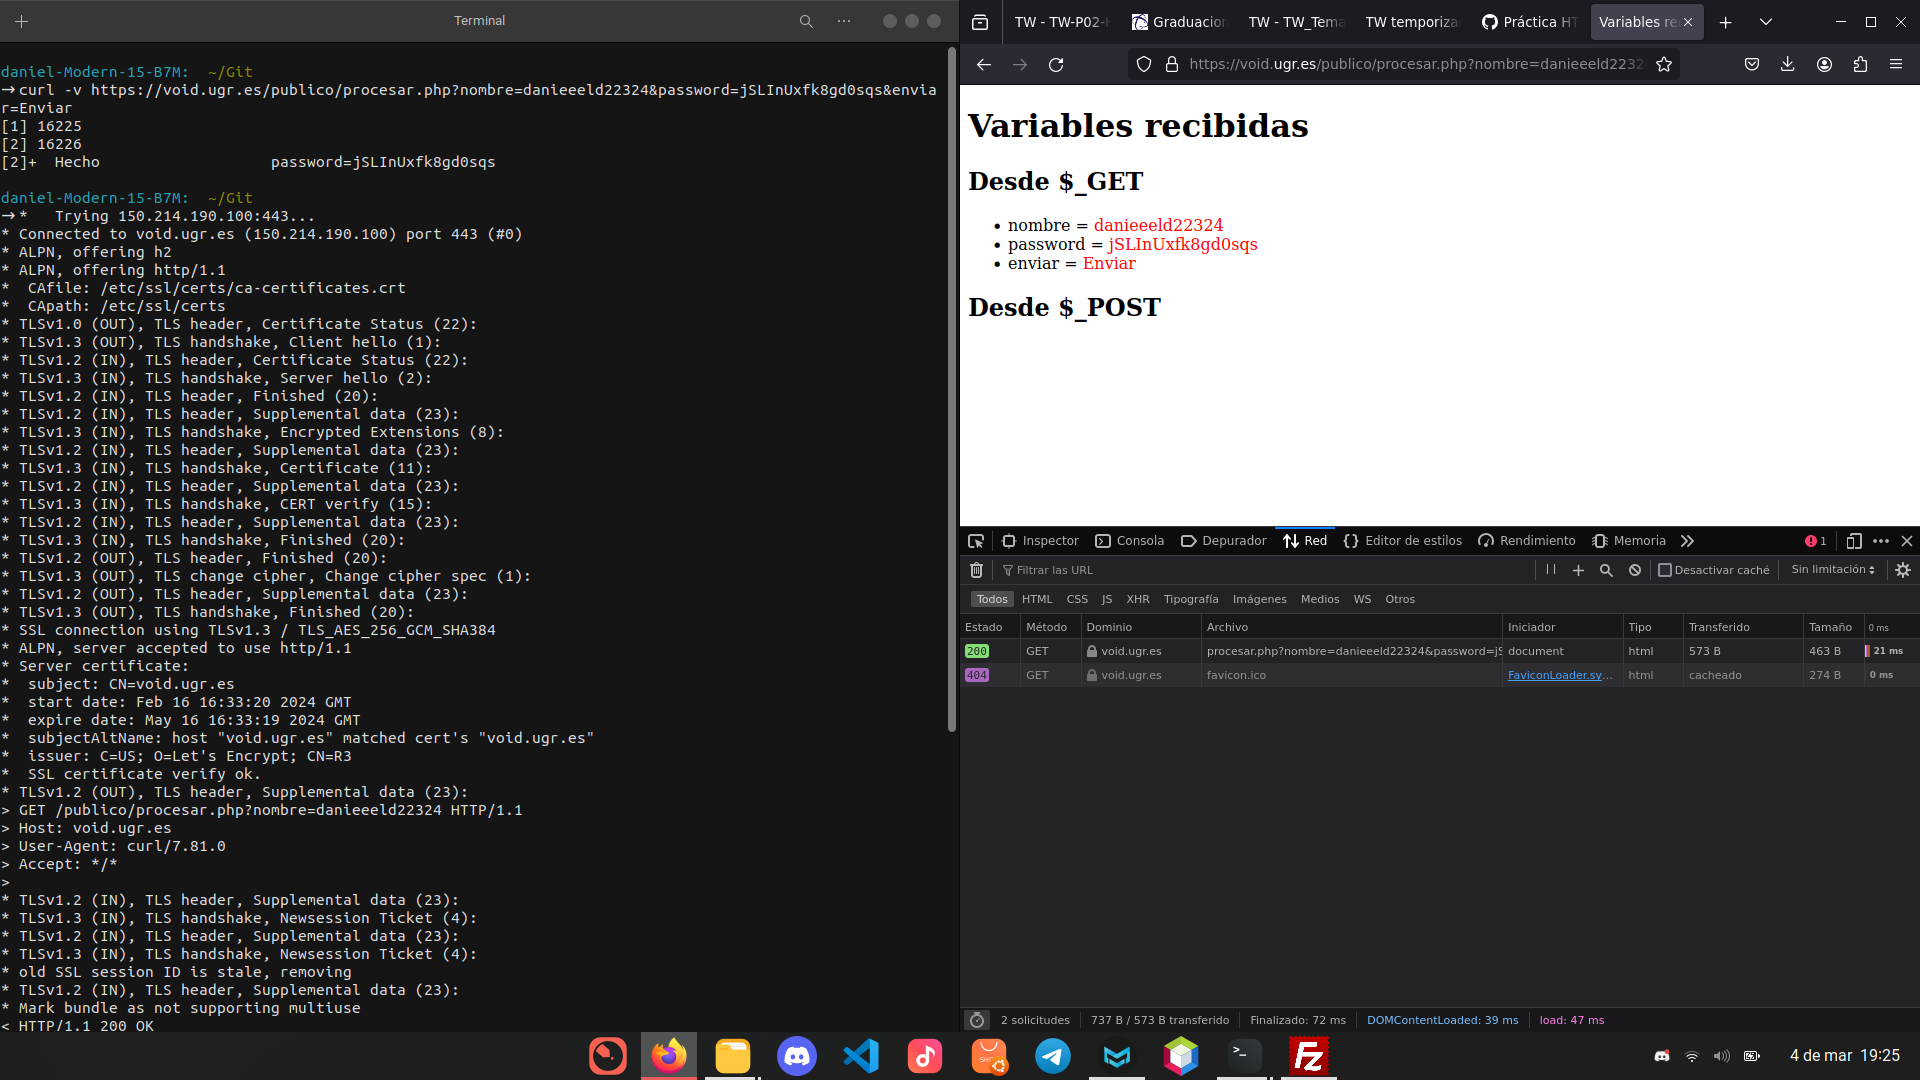 Terminal
daniel-Modern-15-B7M:  ~/Git
→curl -v https://void.ugr.es/publico/procesar.php?nombre=danieeeld22324&password=jSLInUxfk8gd0sqs&envia
r=Enviar
[1] 16225
[2] 16226
[2]+  Hecho                   password=jSLInUxfk8gd0sqs
daniel-Modern-15-B7M:  ~/Git
→*   Trying 150.214.190.100:443...
* Connected to void.ugr.es (150.214.190.100) port 443 (#0)
* ALPN, offering h2
* ALPN, offering http/1.1
*  CAfile: /etc/ssl/certs/ca-certificates.crt
*  CApath: /etc/ssl/certs
* TLSv1.0 (OUT), TLS header, Certificate Status (22):
* TLSv1.3 (OUT), TLS handshake, Client hello (1):
* TLSv1.2 (IN), TLS header, Certificate Status (22):
* TLSv1.3 (IN), TLS handshake, Server hello (2):
* TLSv1.2 (IN), TLS header, Finished (20):
* TLSv1.2 (IN), TLS header, Supplemental data (23):
* TLSv1.3 (IN), TLS handshake, Encrypted Extensions (8):
* TLSv1.2 (IN), TLS header, Supplemental data (23):
* TLSv1.3 (IN), TLS handshake, Certificate (11):
* TLSv1.2 (IN), TLS header, Supplemental data (23):
* TLSv1.3 (IN), TLS handshake, CERT verify (15):
* TLSv1.2 (IN), TLS header, Supplemental data (23):
* TLSv1.3 (IN), TLS handshake, Finished (20):
* TLSv1.2 (OUT), TLS header, Finished (20):
* TLSv1.3 (OUT), TLS change cipher, Change cipher spec (1):
* TLSv1.2 (OUT), TLS header, Supplemental data (23):
* TLSv1.3 (OUT), TLS handshake, Finished (20):
* SSL connection using TLSv1.3 / TLS_AES_256_GCM_SHA384
* ALPN, server accepted to use http/1.1
* Server certificate:
*  subject: CN=void.ugr.es
*  start date: Feb 16 16:33:20 2024 GMT
*  expire date: May 16 16:33:19 2024 GMT
*  subjectAltName: host "void.ugr.es" matched cert's "void.ugr.es"
*  issuer: C=US; O=Let's Encrypt; CN=R3
*  SSL certificate verify ok.
* TLSv1.2 (OUT), TLS header, Supplemental data (23):
> GET /publico/procesar.php?nombre=danieeeld22324 HTTP/1.1
> Host: void.ugr.es
> User-Agent: curl/7.81.0
> Accept: */*
>
* TLSv1.2 (IN), TLS header, Supplemental data (23):
* TLSv1.3 (IN), TLS handshake, Newsession Ticket (4):
* TLSv1.2 (IN), TLS header, Supplemental data (23):
* TLSv1.3 (IN), TLS handshake, Newsession Ticket (4):
* old SSL session ID is stale, removing
* TLSv1.2 (IN), TLS header, Supplemental data (23):
* Mark bundle as not supporting multiuse
< HTTP/1.1 200 OK
TW - TW-P02-H
Graduacion
TW - TW_Tema
TW temporiza
Práctica HT
Variables re
https://void.ugr.es/publico/procesar.php?nombre=danieeeld2232
Variables recibidas
Desde $_GET
• nombre = danieeeld22324
• password = jSLInUxfk8gd0sqs
• enviar = Enviar
Desde $_POST
Inspector Consola Depurador Red Editor de estilos Rendimiento Memoria 1
Filtrar las URL Desactivar caché Sin limitación
Todos HTML CSS JS XHR Tipografía Imágenes Medios WS Otros
Estado Método Dominio Archivo Iniciador Tipo Transferido Tamaño 0 ms
200 GET void.ugr.es procesar.php?nombre=danieeeld22324&password=jS document html 573 B 463 B 21 ms
404 GET void.ugr.es favicon.ico FaviconLoader.sy... html cacheado 274 B 0 ms
2 solicitudes 737 B / 573 B transferido Finalizado: 72 ms DOMContentLoaded: 39 ms load: 47 ms
4 de mar  19:25